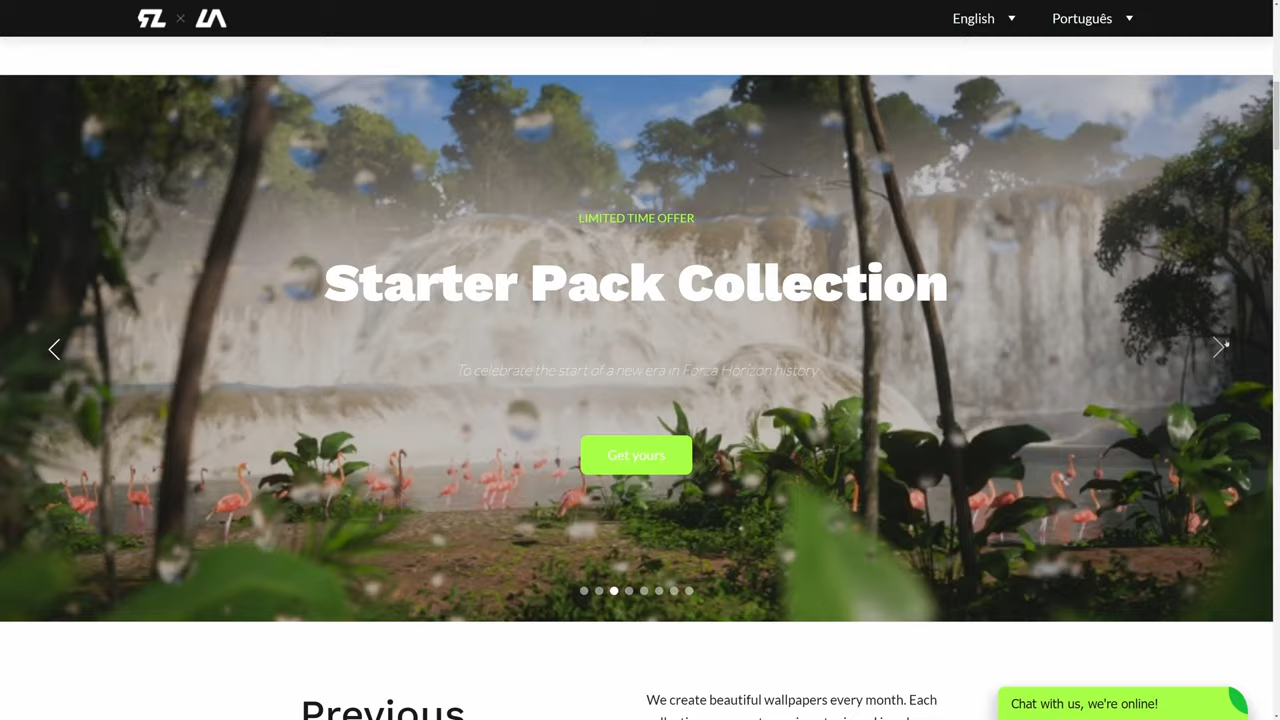 English
Português
LIMITED TIME OFFER
Starter Pack Collection
To celebrate the start of a new era in Forza Horizon history
Get yours
Previous
We create beautiful wallpapers every month. Each
Chat with us, we're online!